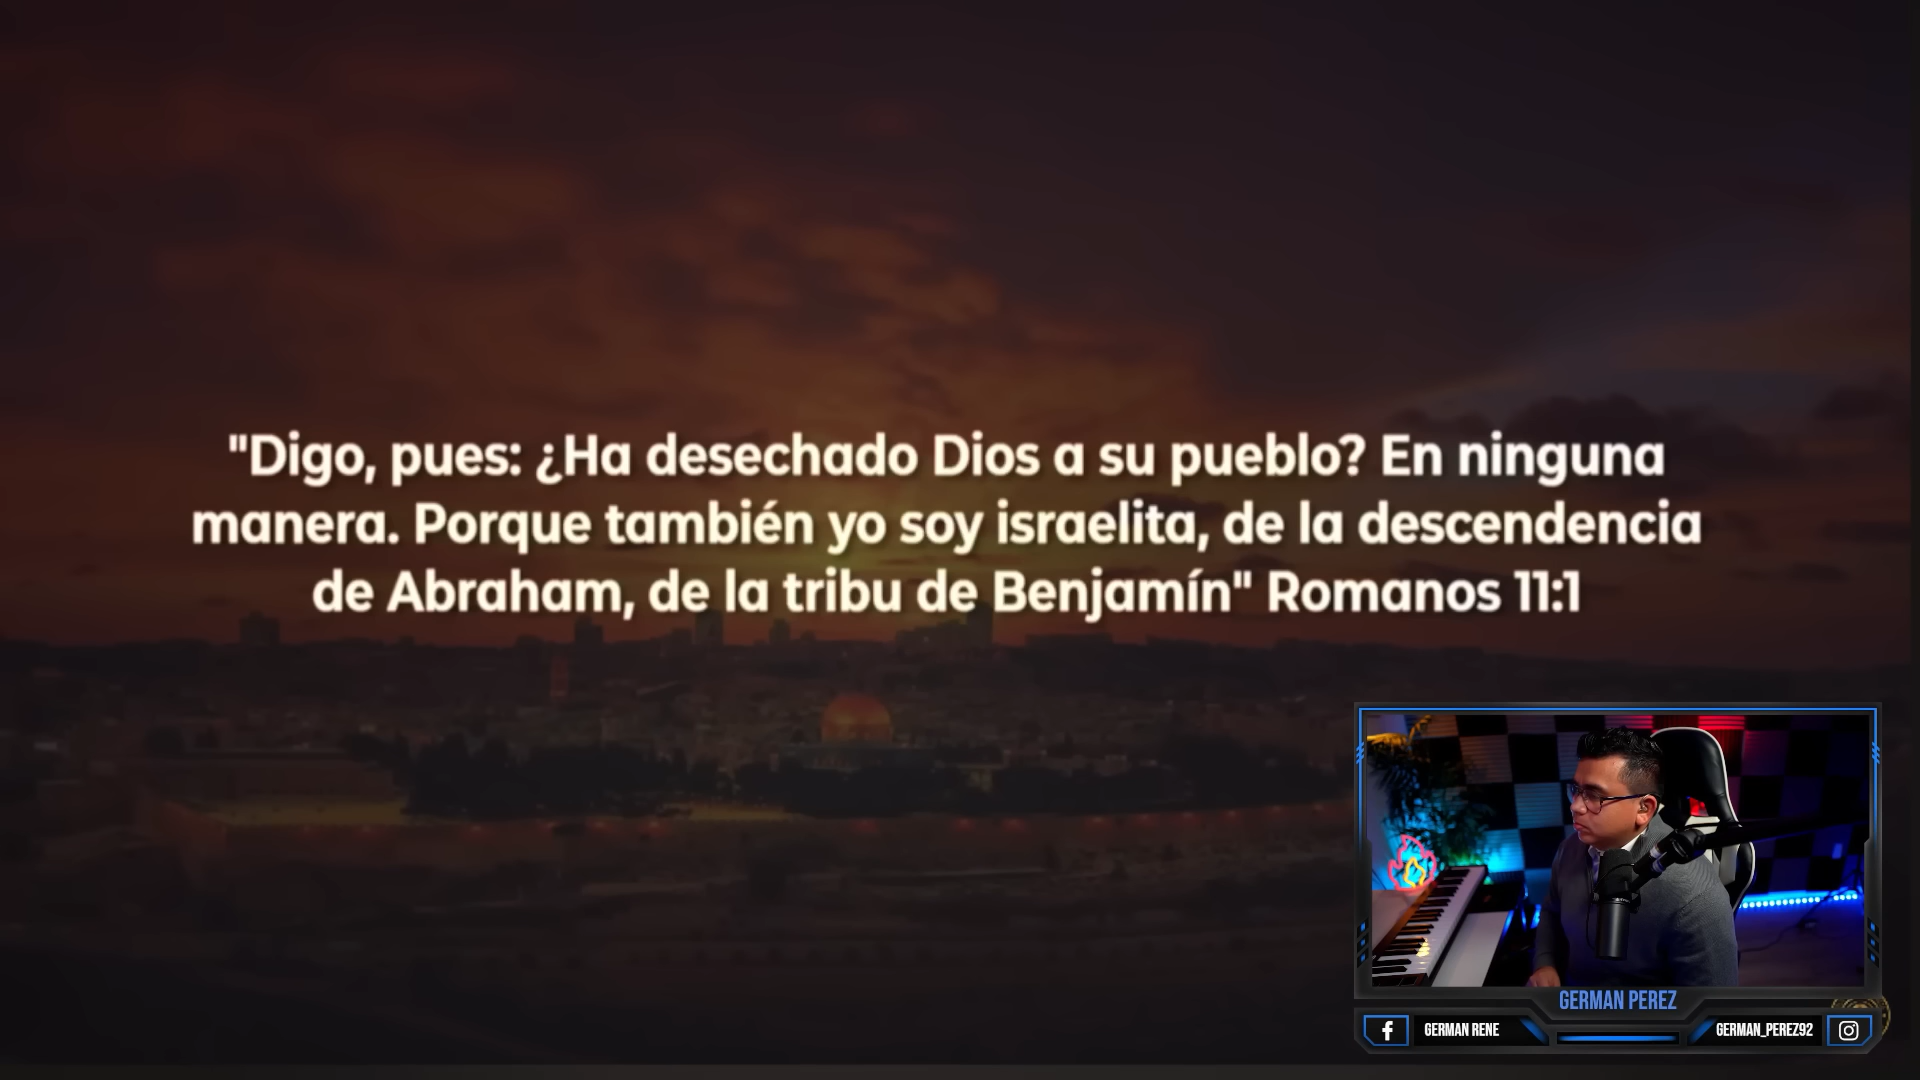 "Digo, pues: ¿Ha desechado Dios a su pueblo? En ninguna
manera. Porque también yo soy israelita, de la descendencia
de Abraham, de la tribu de Benjamín" Romanos 11:1
GERMAN PEREZ
GERMAN RENE
GERMAN_PEREZ92